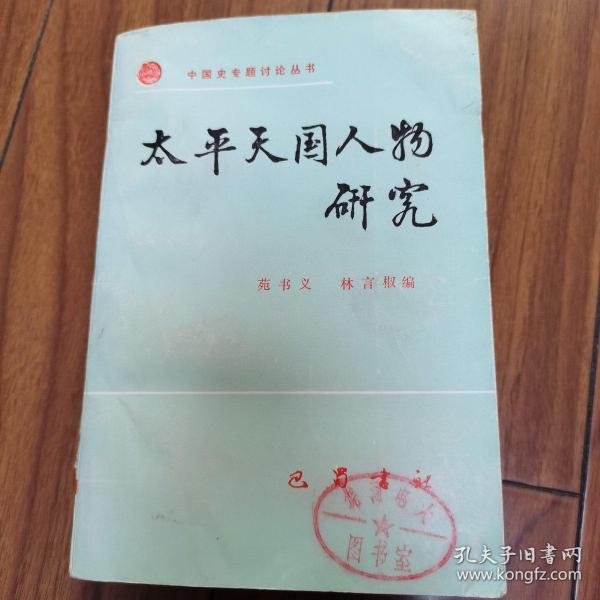 中国史专题讨论丛书
太平天国人物
研究
苑书义 林言椒编
巴蜀书社
图书室
孔夫子旧书网
www.kongfz.com